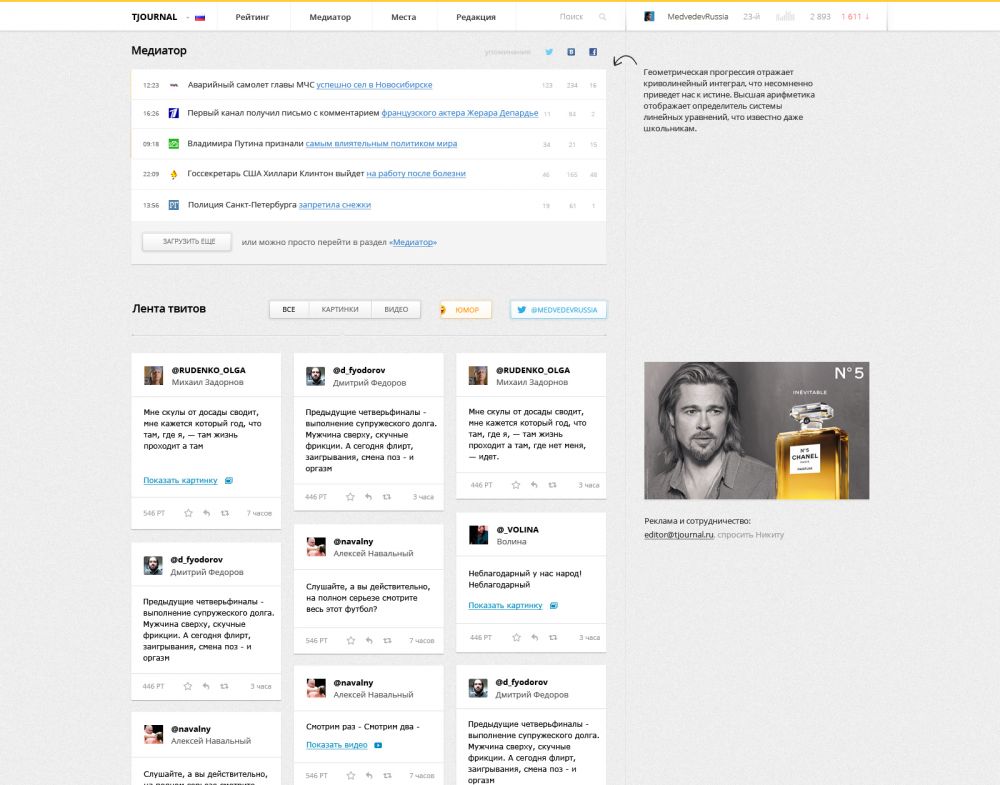 TJOURNAL
Рейтинг
Медиатор
Места
Редакция
Поиск
MedvedevRussia
23-й
2 893
1 611 ↓
Медиатор
упоминания
12:23 Аварийный самолет главы МЧС успешно сел в Новосибирске 123 234 16
16:26 Первый канал получил письмо с комментарием французского актера Жерара Депардье 11 84 2
09:18 Владимира Путина признали самым влиятельным политиком мира 34 21 15
22:09 Госсекретарь США Хиллари Клинтон выйдет на работу после болезни 46 165 48
13:56 Полиция Санкт-Петербурга запретила снежки 19 61 1
ЗАГРУЗИТЬ ЕЩЕ
или можно просто перейти в раздел «Медиатор»
Геометрическая прогрессия отражает
криволинейный интеграл, что несомненно
приведет нас к истине. Высшая арифметика
отображает определитель системы
линейных уравнений, что известно даже
школьникам.
Лента твитов
ВСЕ
КАРТИНКИ
ВИДЕО
ЮМОР
@MEDVEDEVRUSSIA
@RUDENKO_OLGA
Михаил Задорнов
Мне скулы от досады сводит,
мне кажется который год, что
там, где я, — там жизнь
проходит а там
Показать картинку
546 РТ
7 часов
@d_fyodorov
Дмитрий Федоров
Предыдущие четверьфиналы -
выполнение супружеского долга.
Мужчина сверху, скучные
фрикции. А сегодня флирт,
заигрывания, смена поз - и
оргазм
446 РТ
3 часа
@navalny
Алексей Навальный
Слушайте, а вы действительно,
на полном серьезе смотрите
@d_fyodorov
Дмитрий Федоров
Предыдущие четверьфиналы -
выполнение супружеского долга.
Мужчина сверху, скучные
фрикции. А сегодня флирт,
заигрывания, смена поз - и
оргазм
446 РТ
3 часа
@navalny
Алексей Навальный
Слушайте, а вы действительно,
на полном серьезе смотрите
весь этот футбол?
546 РТ
7 часов
@navalny
Алексей Навальный
Смотрим раз - Смотрим два -
Показать видео
546 РТ
7 часов
@RUDENKO_OLGA
Михаил Задорнов
Мне скулы от досады сводит,
мне кажется который год, что
там, где я, — там жизнь
проходит а там, где нет меня,
— идет.
446 РТ
3 часа
@_VOLINA
Волина
Неблагодарный у нас народ!
Неблагодарный
Показать картинку
446 РТ
3 часа
@d_fyodorov
Дмитрий Федоров
Предыдущие четверьфиналы -
выполнение супружеского долга.
Мужчина сверху, скучные
фрикции. А сегодня флирт,
заигрывания, смена поз - и
оргазм
N°5
INÉVITABLE
N°5
CHANEL
PARIS
PARFUM
Реклама и сотрудничество:
editor@tjournal.ru, спросить Никиту